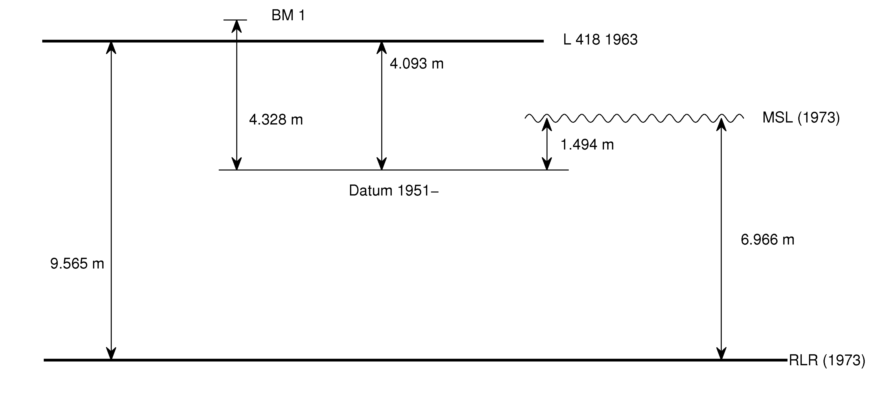 BM 1
L 418 1963
4.093 m
4.328 m
MSL (1973)
1.494 m
Datum 1951–
6.966 m
9.565 m
RLR (1973)